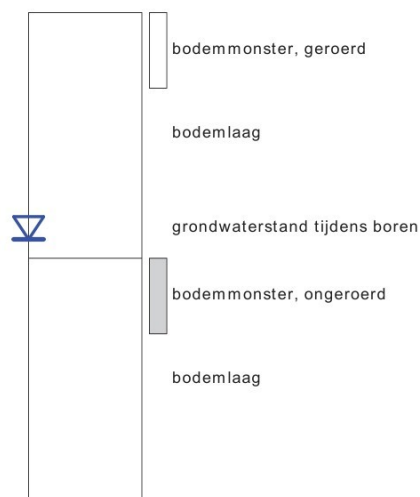 bodemmonster, geroerd
bodemlaag
grondwaterstand tijdens boren
bodemmonster, ongeroerd
bodemlaag